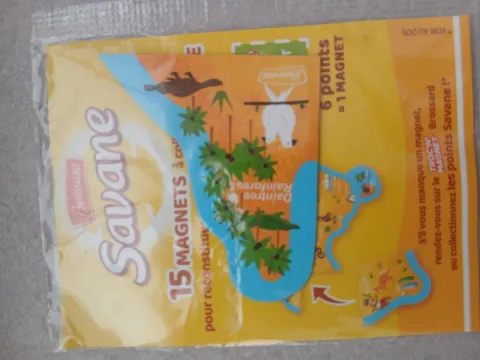 * VOIR AU DOS
BROSSARD
Savane
15 MAGNETS à co
pour reconstitu
Daintree
Rainforest
6 points
= 1 MAGNET
S'il vous manque un magnet,
rendez-vous sur le Brossard
ou collectionnez les points Savane !*